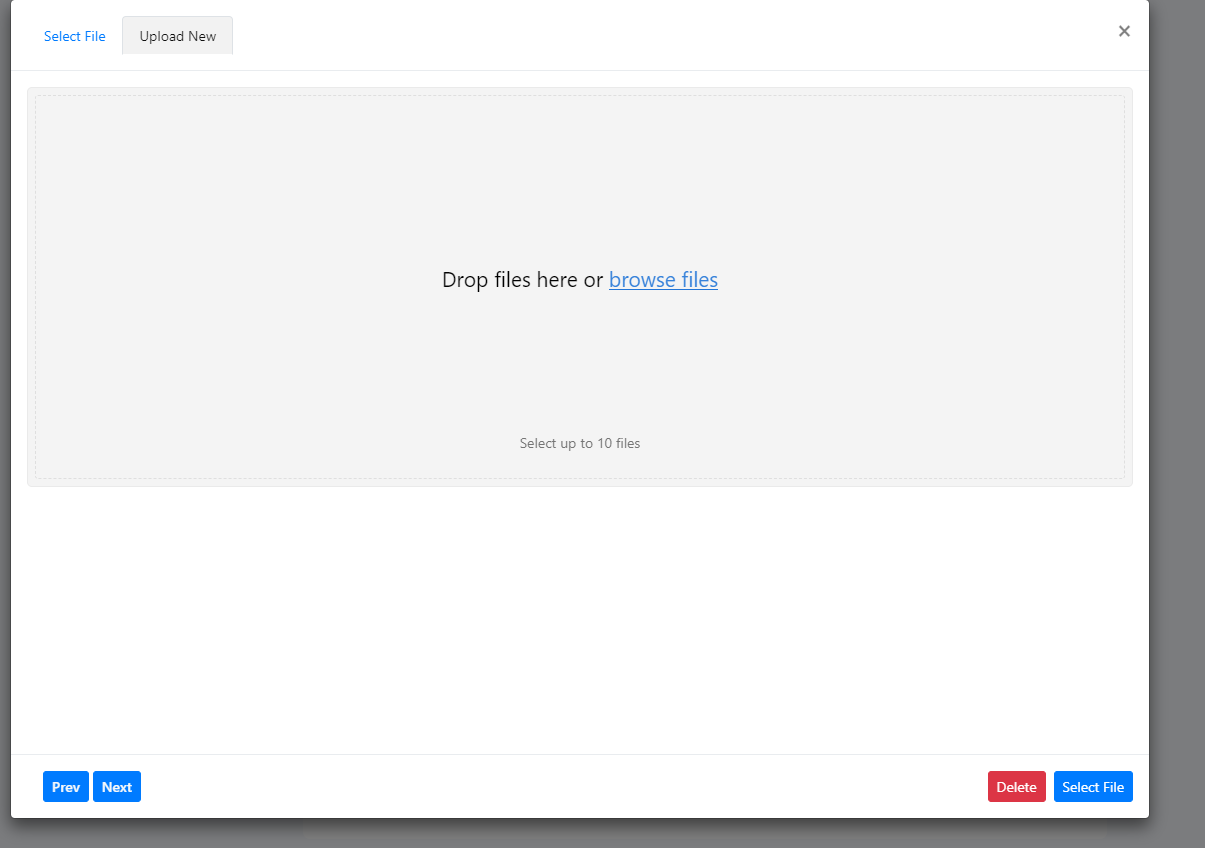 Select File
Upload New
×
Drop files here or browse files
Select up to 10 files
Prev
Next
Delete
Select File